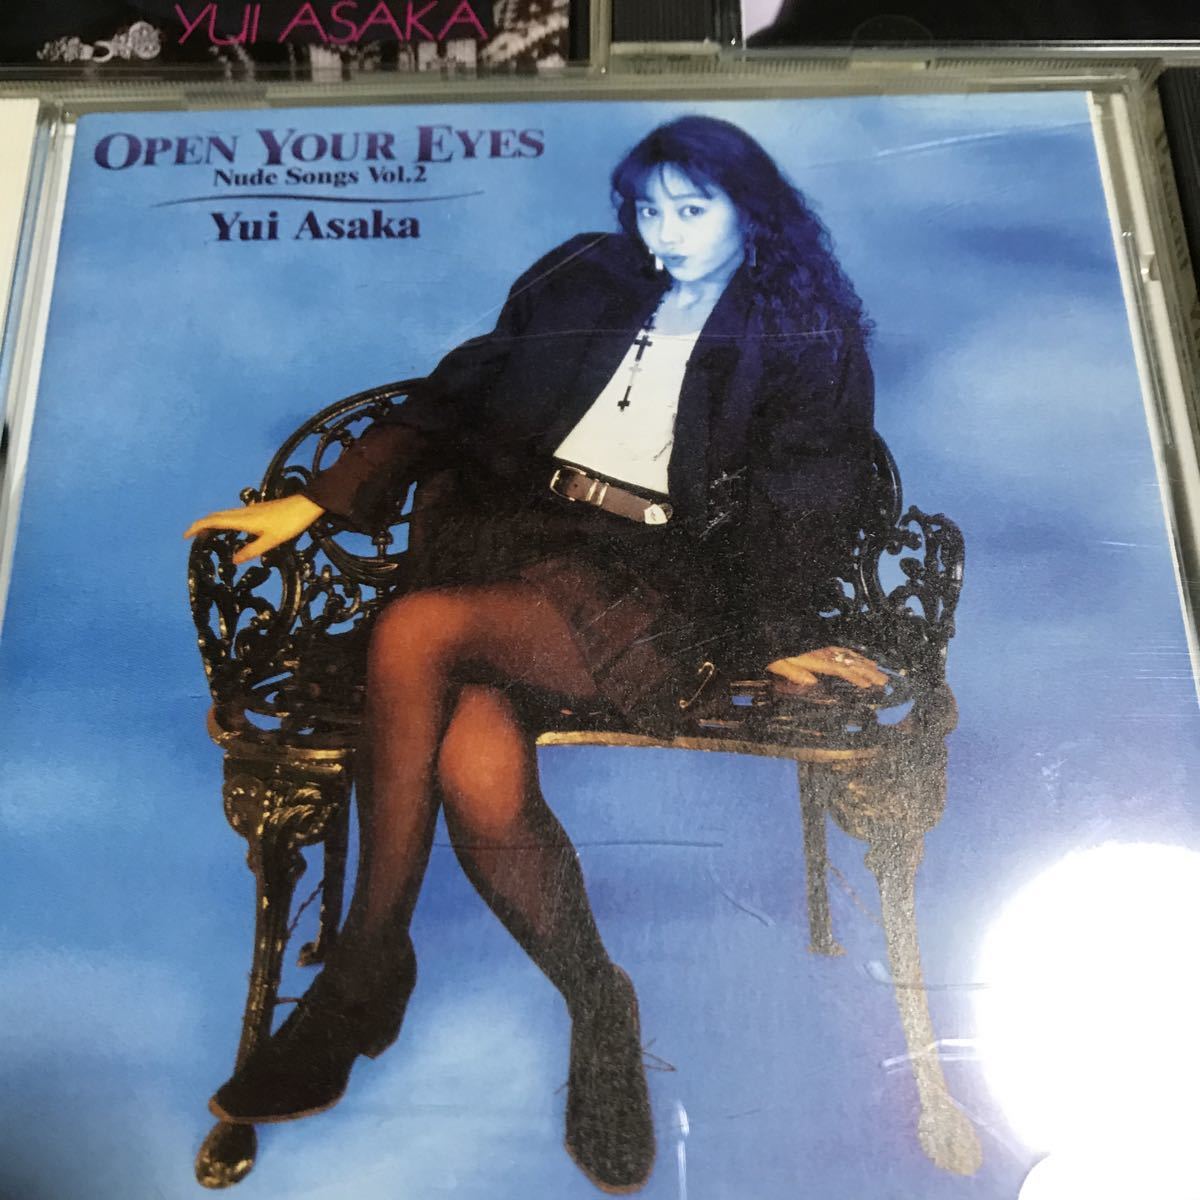 YUI ASAKA
OPEN YOUR EYES
Nude Songs Vol.2
Yui Asaka